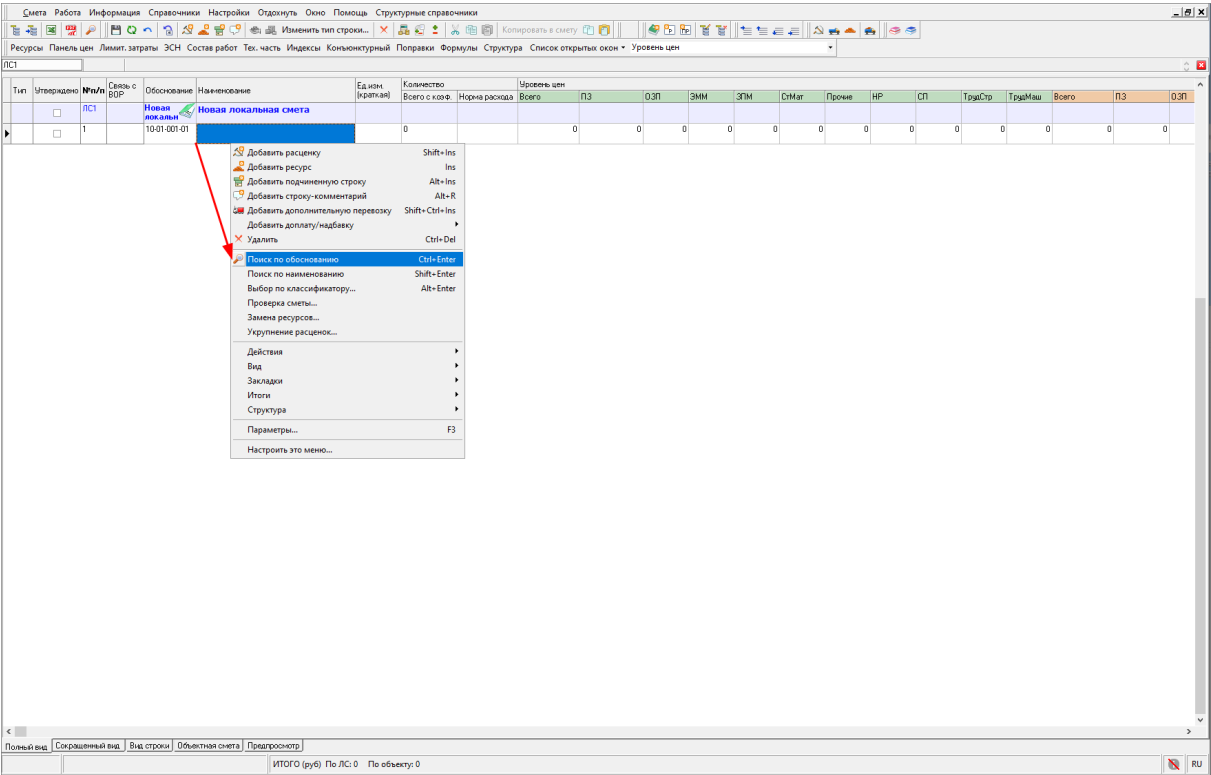 Смета Работа Информация Справочники Настройки Отдохнуть Окно Помощь Структурные справочники
Изменить тип строки... Копировать в смету
Ресурсы Панель цен Лимит. затраты ЭСН Состав работ Тех. часть Индексы Конъюнктурный Поправки Формулы Структура Список открытых окон Уровень цен
ЛС1
Тип Утверждено №п/п Связь с ВОР Обоснование Наименование Ед.изм. (краткая) Количество Уровень цен
Всего с коэф. Норма расхода Всего ПЗ ОЗП ЭММ ЗПМ СтМат Прочие НР СП ТрудСтр ТрудМаш Всего ПЗ ОЗП
ЛС1 Новая локальн Новая локальная смета
1 10-01-001-01 0 0 0 0 0 0 0 0 0 0 0 0 0 0
Добавить расценку Shift+Ins
Добавить ресурс Ins
Добавить подчиненную строку Alt+Ins
Добавить строку-комментарий Alt+R
Добавить дополнительную перевозку Shift+Ctrl+Ins
Добавить доплату/надбавку
Удалить Ctrl+Del
Поиск по обоснованию Ctrl+Enter
Поиск по наименованию Shift+Enter
Выбор по классификатору... Alt+Enter
Проверка сметы...
Замена ресурсов...
Укрупнение расценок...
Действия
Вид
Закладки
Итоги
Структура
Параметры... F3
Настроить это меню...
Полный вид Сокращенный вид Вид строки Объектная смета Предпросмотр
ИТОГО (руб) По ЛС: 0 По объекту: 0 RU